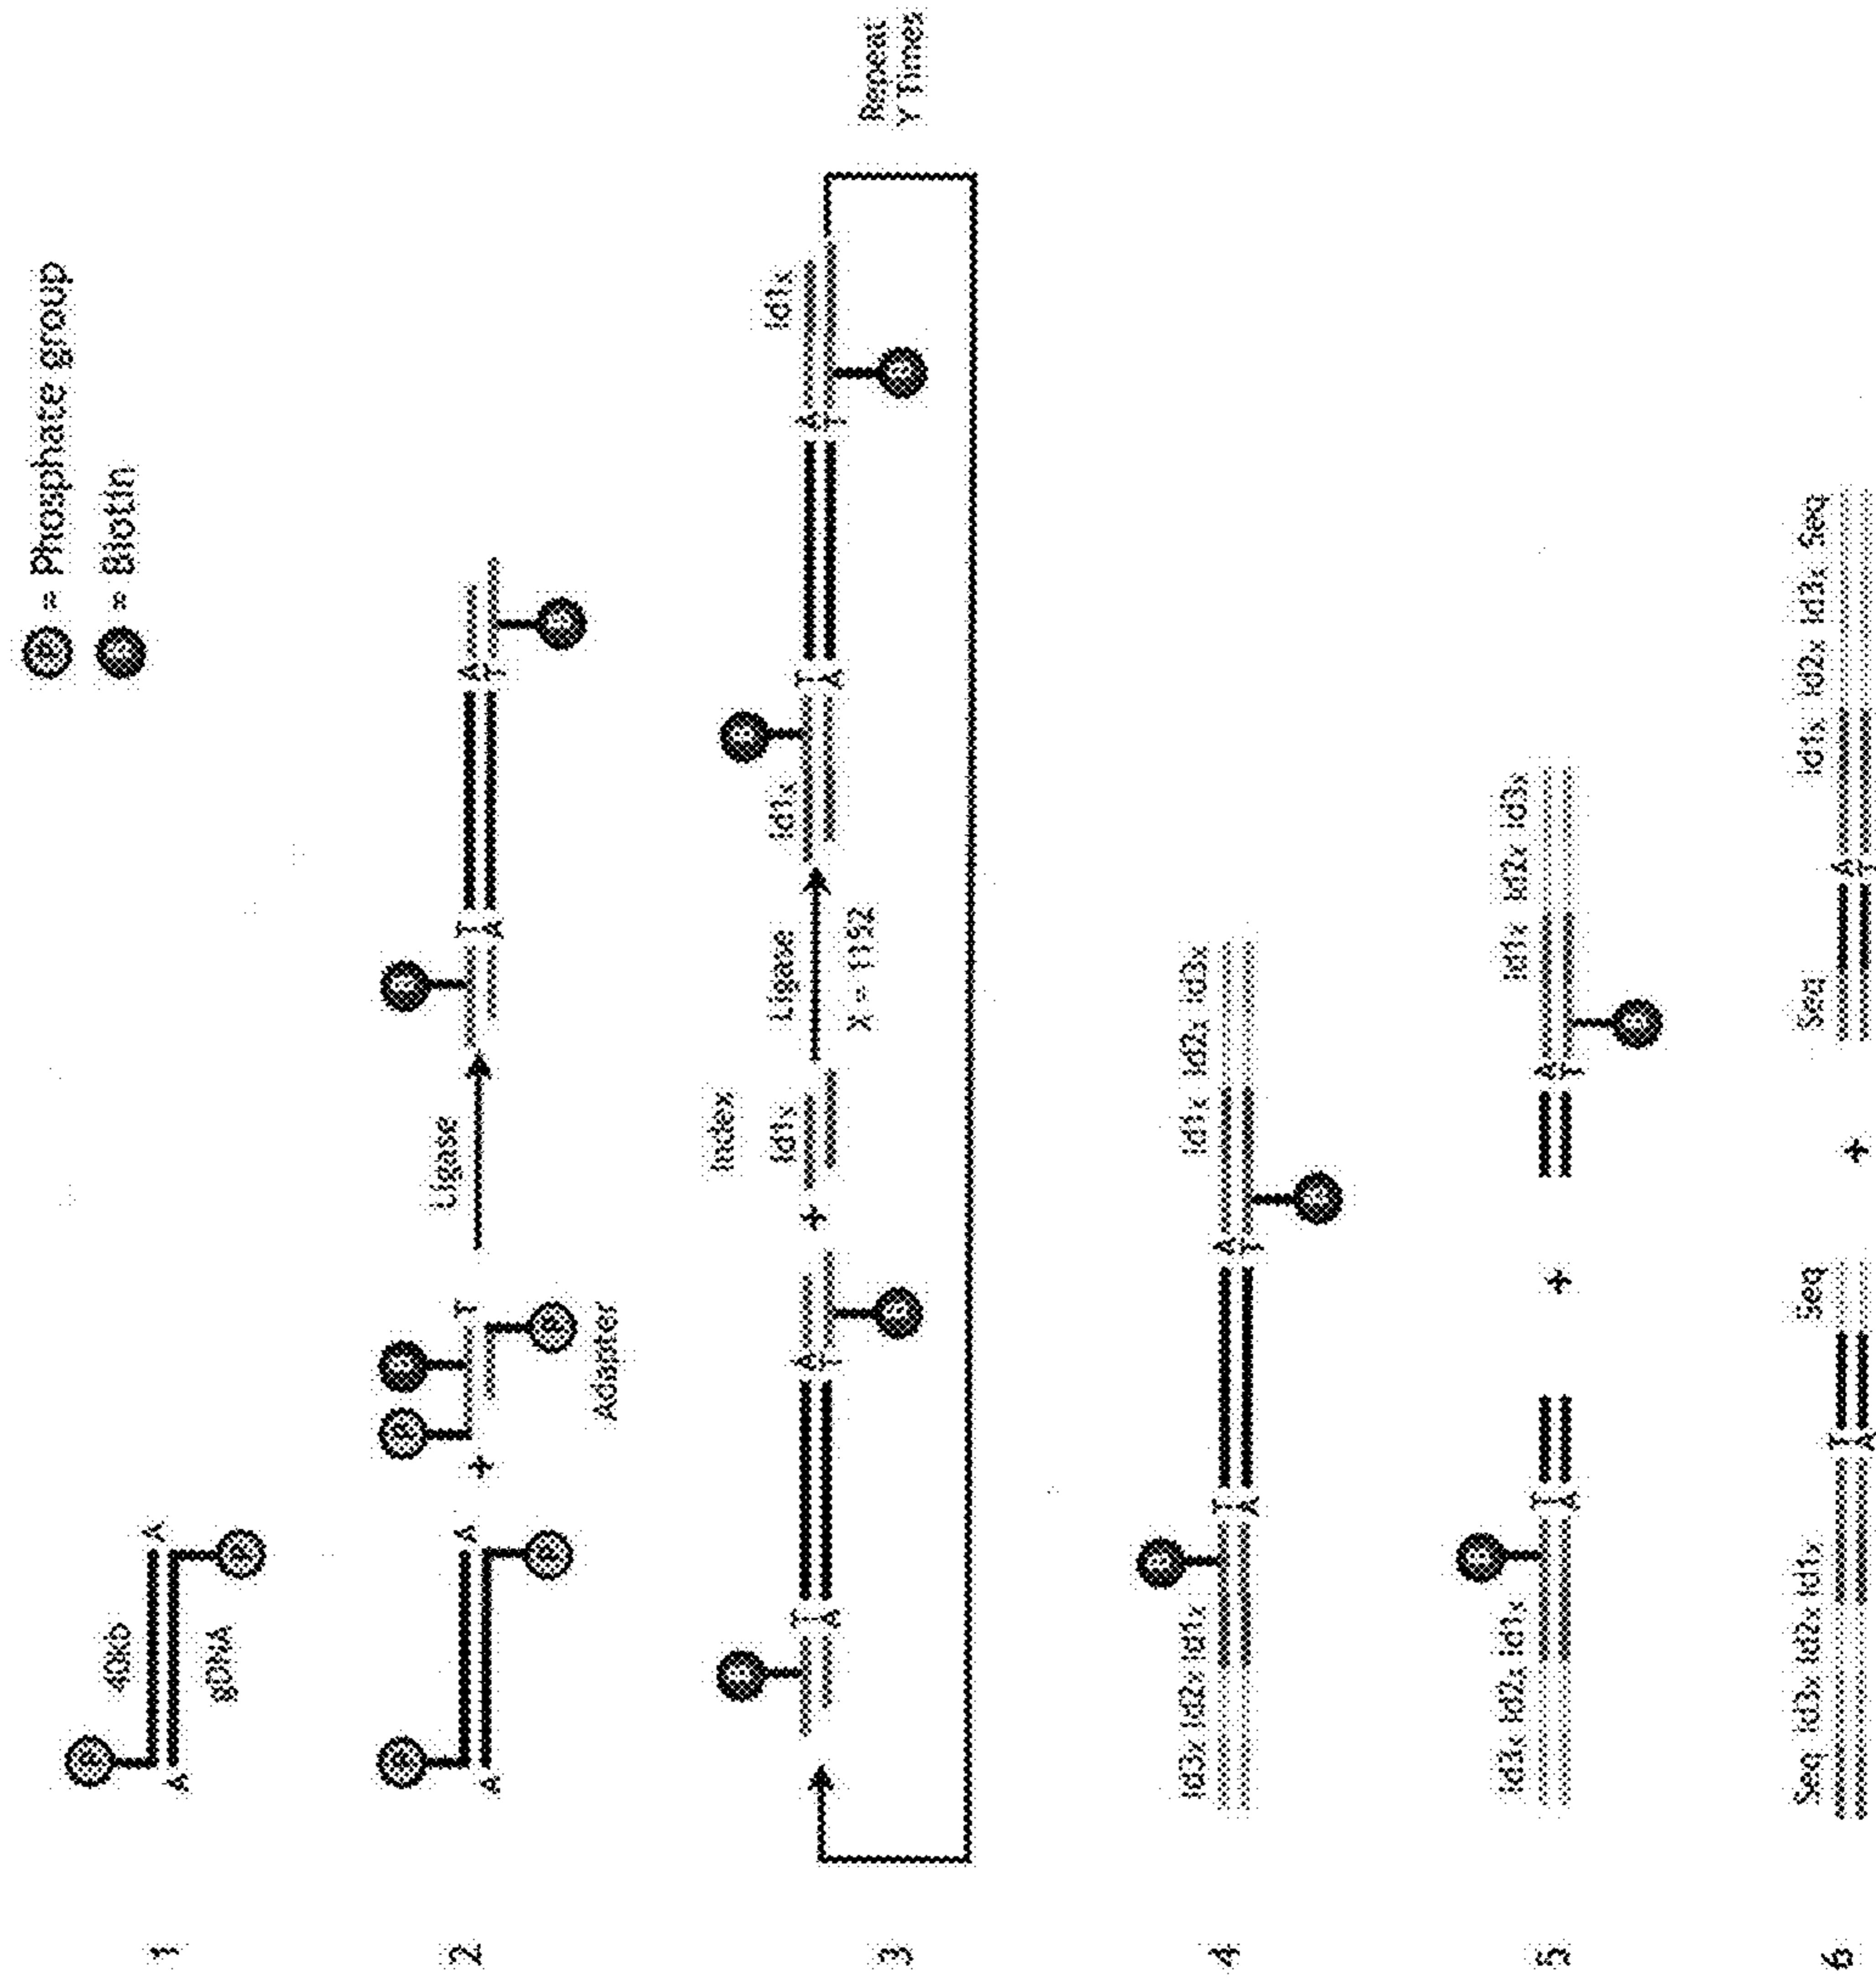 P = Phosphate group
= Biotin
1
40kb
A
gDNA
A
2
A
A
+
T
Adapter
Ligase
T
A
A
T
3
T
A
A
T
+
Index
Id1x
Ligase
X = 1192
Id1x
T
A
A
T
Id1x
Repeat
Y Times
4
Id3x Id2x Id1x
T
A
A
T
Id1x Id2x Id3x
5
Id3x Id2x Id1x
T
A
+
A
T
Id1x Id2x Id3x
6
Seq Id3x Id2x Id1x
T
A
Seq
+
Seq
A
T
Id1x Id2x Id3x Seq